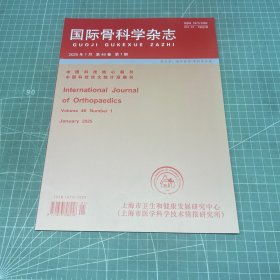 国际骨科学杂志
GUOJI GUKEXUE ZAZHI
2025年1月 第46卷 第1期
中国科技核心期刊
International Journal
of Orthopaedics
Volume 46 Number 1
January 2025
上海市卫生和健康发展研究中心
(上海市医学科学技术情报研究所)